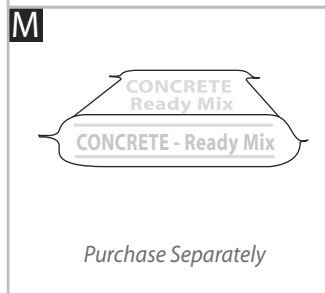 M
CONCRETE
Ready Mix
CONCRETE - Ready Mix
Purchase Separately